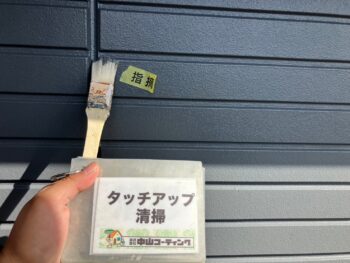 指摘
タッチアップ
清掃
中山コーティング